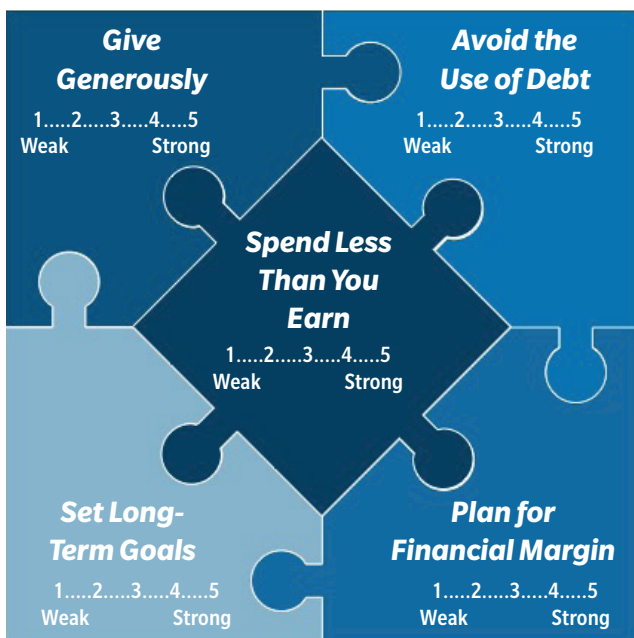 Give
Generously
1.....2.....3.....4.....5
Weak Strong
Avoid the
Use of Debt
1.....2.....3.....4.....5
Weak Strong
Spend Less
Than You
Earn
1.....2.....3.....4.....5
Weak Strong
Set Long-
Term Goals
1.....2.....3.....4.....5
Weak Strong
Plan for
Financial Margin
1.....2.....3.....4.....5
Weak Strong